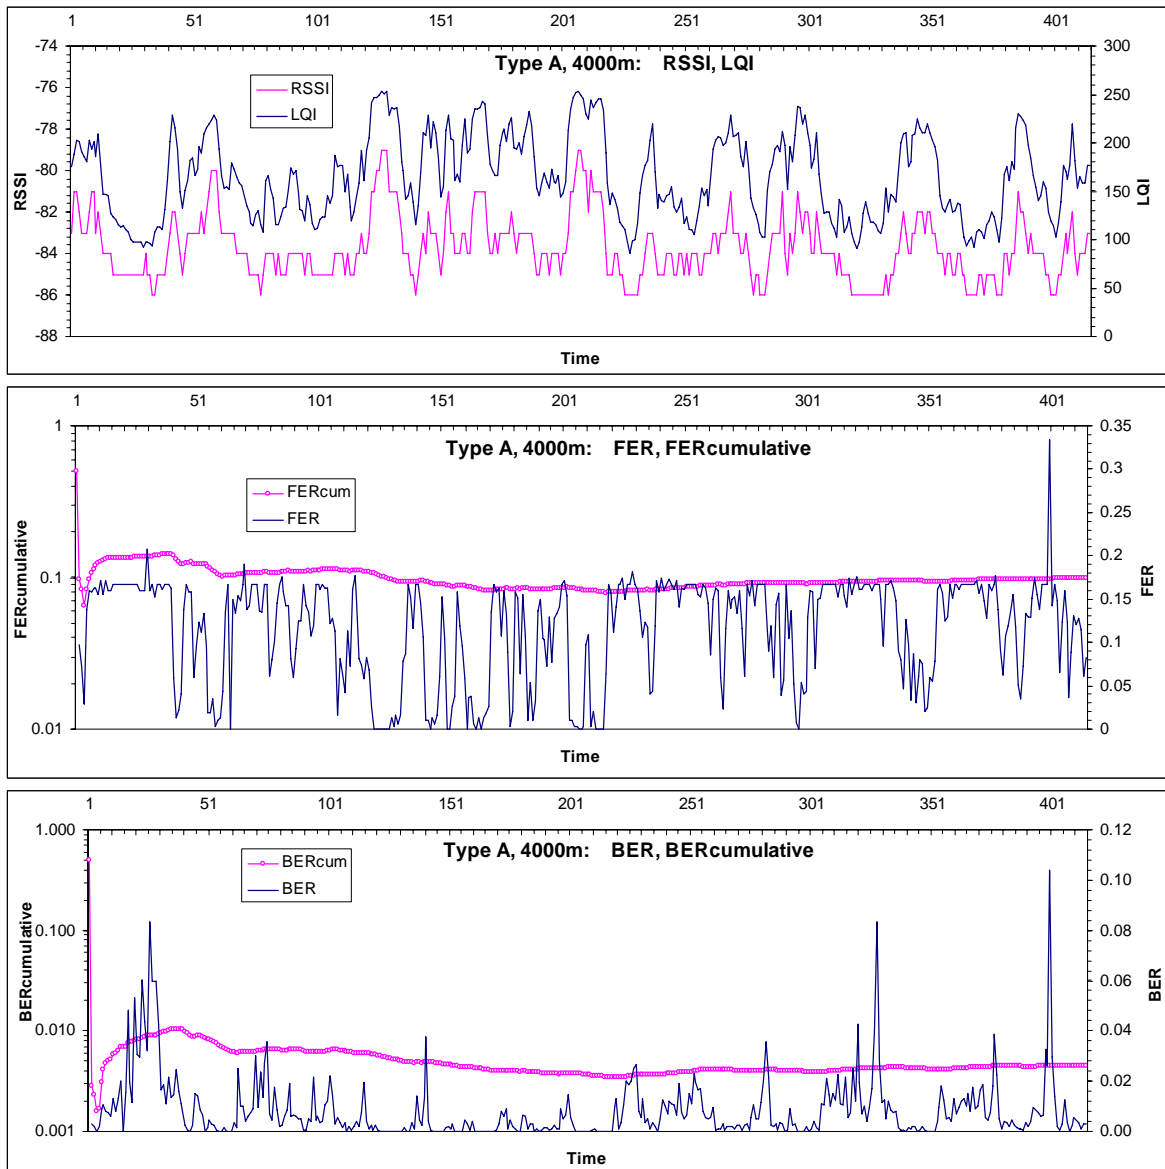 1 51 101 151 201 251 301 351 401
Type A, 4000m: RSSI, LQI
RSSI
LQI
-74
-76
-78
-80
-82
-84
-86
-88
RSSI
300
250
200
150
100
50
0
LQI
Time
1 51 101 151 201 251 301 351 401
Type A, 4000m: FER, FERcumulative
FERcum
FER
1
0.1
0.01
FERcumulative
0.35
0.3
0.25
0.2
0.15
0.1
0.05
0
FER
Time
1 51 101 151 201 251 301 351 401
Type A, 4000m: BER, BERcumulative
BERcum
BER
1.000
0.100
0.010
0.001
BERcumulative
0.12
0.10
0.08
0.06
0.04
0.02
0.00
BER
Time